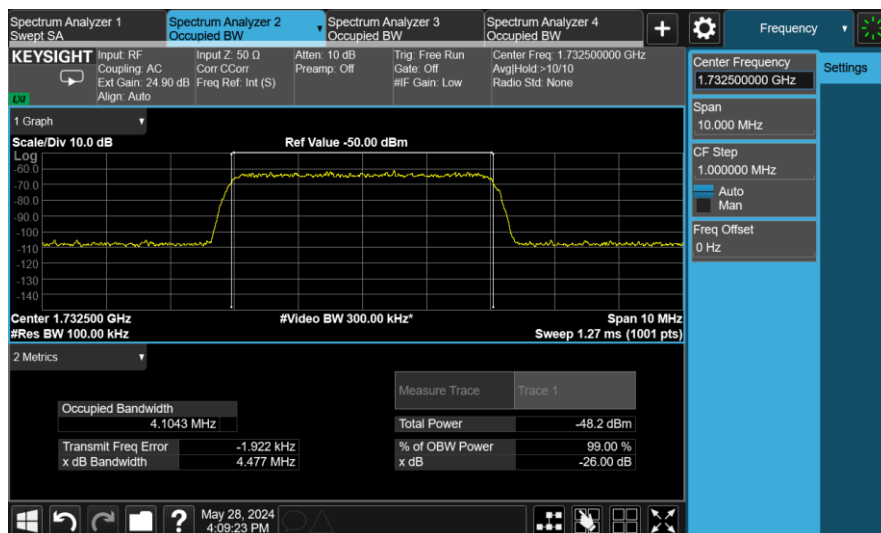 Spectrum Analyzer 1
Swept SA
Spectrum Analyzer 2
Occupied BW
Spectrum Analyzer 3
Occupied BW
Spectrum Analyzer 4
Occupied BW
+
Frequency
KEYSIGHT
LXI
Input: RF
Coupling: AC
Ext Gain: 24.90 dB
Align: Auto
Input Z: 50 Ω
Corr CCorr
Freq Ref: Int (S)
Atten: 10 dB
Preamp: Off
Trig: Free Run
Gate: Off
#IF Gain: Low
Center Freq: 1.732500000 GHz
Avg|Hold:>10/10
Radio Std: None
Center Frequency
1.732500000 GHz
Settings
Span
10.000 MHz
CF Step
1.000000 MHz
Auto
Man
Freq Offset
0 Hz
1 Graph
Scale/Div 10.0 dB
Ref Value -50.00 dBm
Log
-60.0
-70.0
-80.0
-90.0
-100
-110
-120
-130
-140
Center 1.732500 GHz
#Video BW 300.00 kHz*
Span 10 MHz
#Res BW 100.00 kHz
Sweep 1.27 ms (1001 pts)
2 Metrics
Measure Trace
Trace 1
Occupied Bandwidth
4.1043 MHz
Total Power
-48.2 dBm
Transmit Freq Error
-1.922 kHz
% of OBW Power
99.00 %
x dB Bandwidth
4.477 MHz
x dB
-26.00 dB
?
May 28, 2024
4:09:23 PM